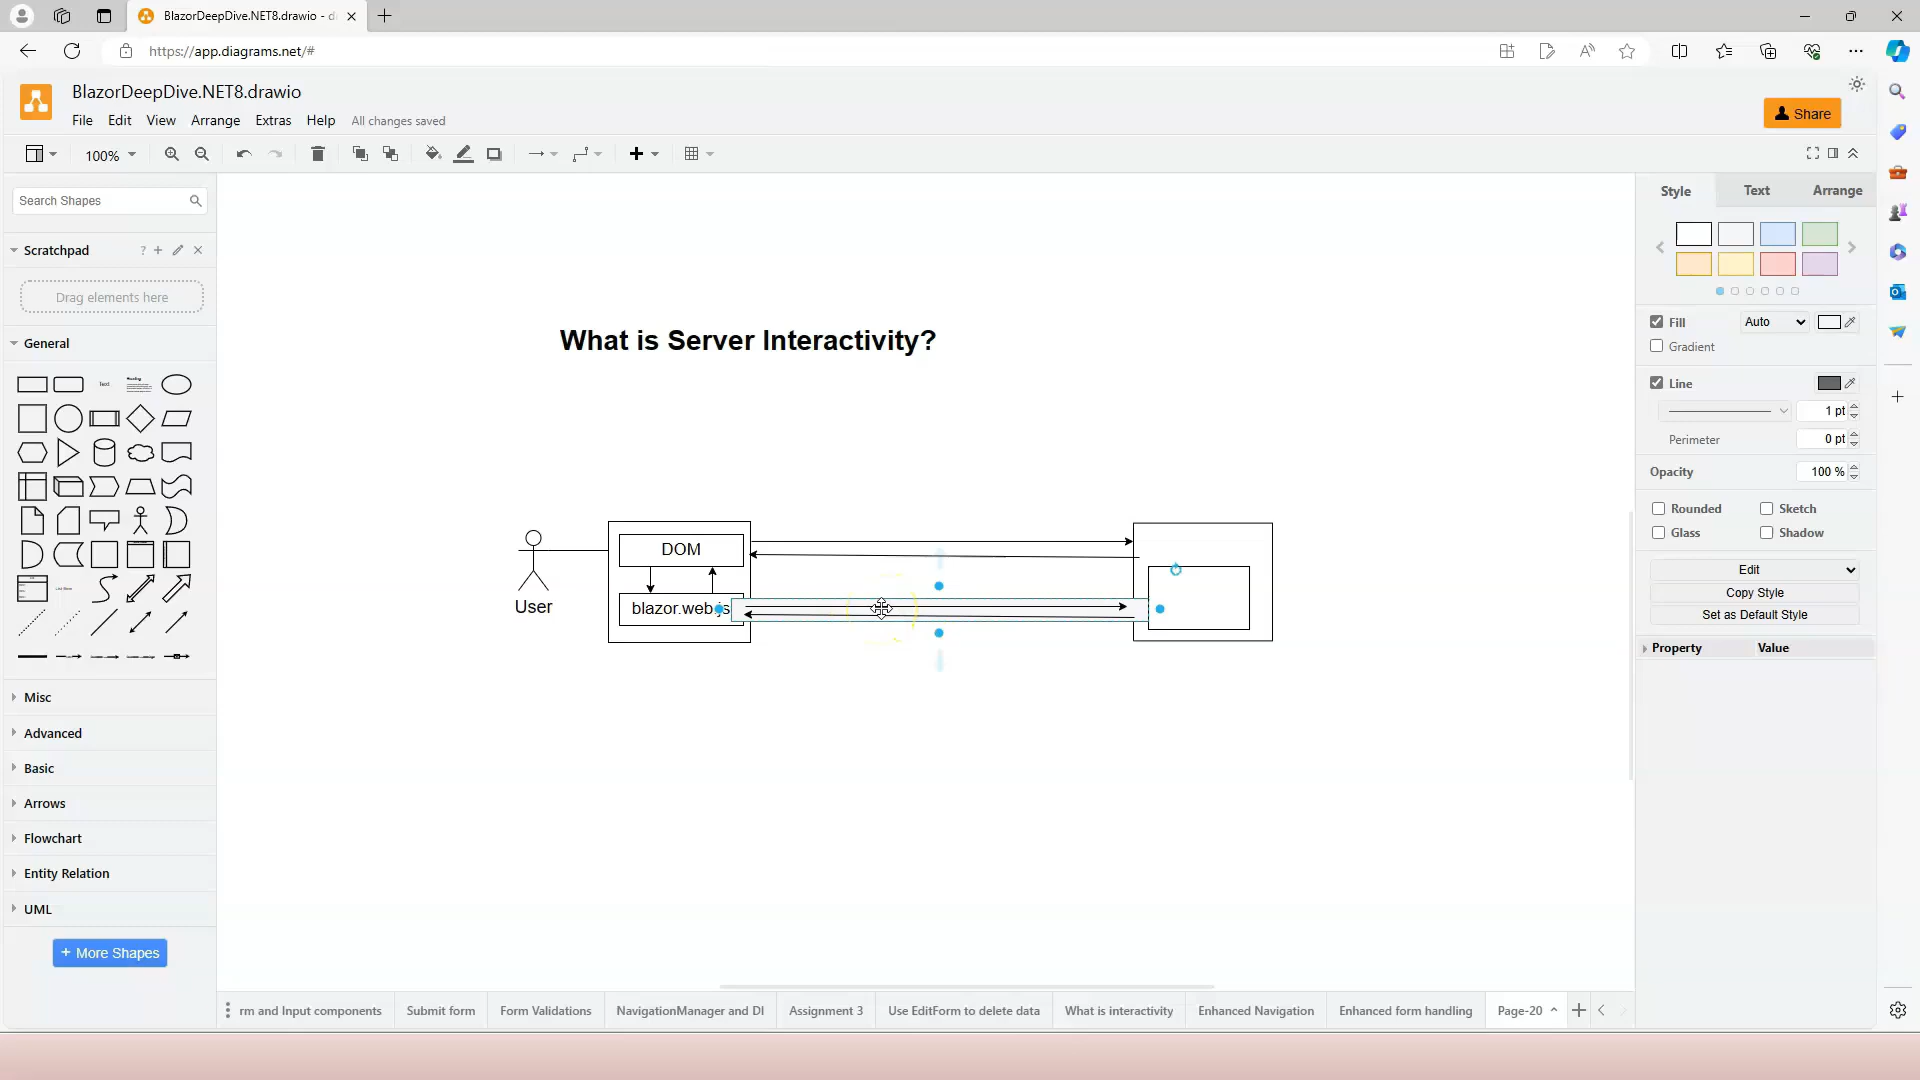 BlazorDeepDive.NET8.drawio - d
https://app.diagrams.net/#
BlazorDeepDive.NET8.drawio
File Edit View Arrange Extras Help All changes saved
Share
100%
Search Shapes
Scratchpad
Drag elements here
General
Text
Heading
Misc
Advanced
Basic
Arrows
Flowchart
Entity Relation
UML
+ More Shapes
What is Server Interactivity?
User
DOM
blazor.web.js
Style Text Arrange
Fill Auto
Gradient
Line
1 pt
Perimeter 0 pt
Opacity 100 %
Rounded Sketch
Glass Shadow
Edit
Copy Style
Set as Default Style
Property Value
rm and Input components Submit form Form Validations NavigationManager and DI Assignment 3 Use EditForm to delete data What is interactivity Enhanced Navigation Enhanced form handling Page-20